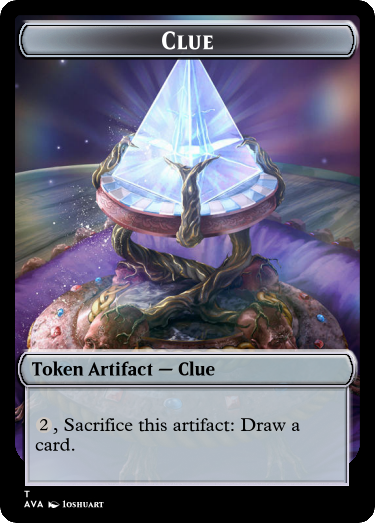 Clue
Token Artifact — Clue
2, Sacrifice this artifact: Draw a
card.
T
AVA Ioshuart